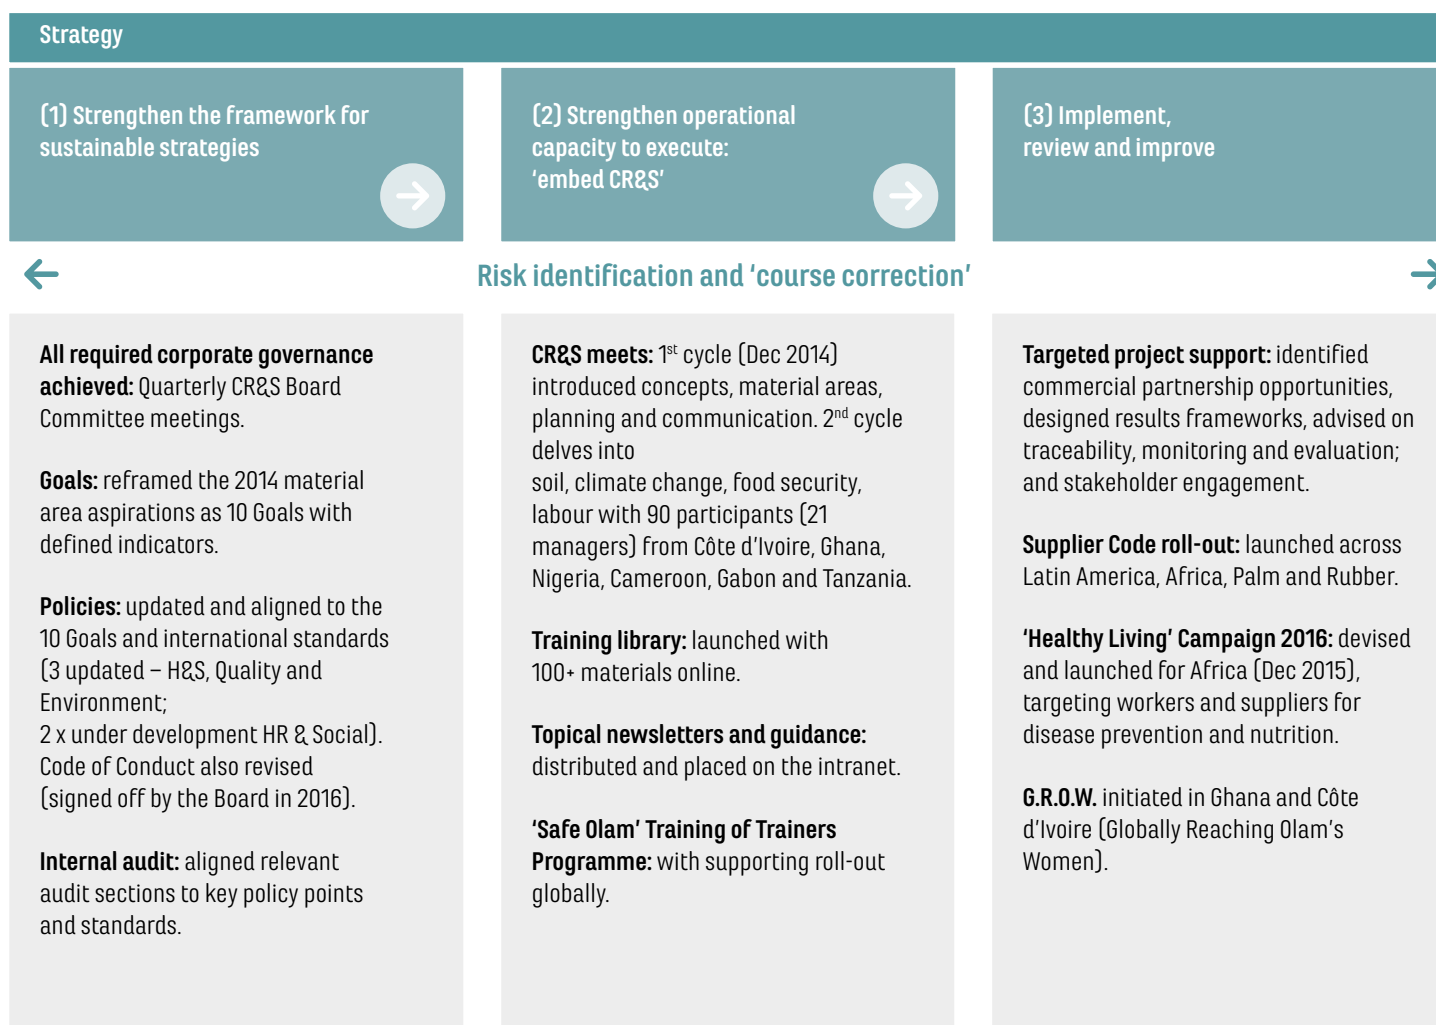 Strategy
(1) Strengthen the framework for
sustainable strategies
(2) Strengthen operational
capacity to execute:
‘embed CR&S’
(3) Implement,
review and improve
Risk identification and ‘course correction’
All required corporate governance
achieved: Quarterly CR&S Board
Committee meetings.
Goals: reframed the 2014 material
area aspirations as 10 Goals with
defined indicators.
Policies: updated and aligned to the
10 Goals and international standards
(3 updated – H&S, Quality and
Environment;
2 x under development HR & Social).
Code of Conduct also revised
(signed off by the Board in 2016).
Internal audit: aligned relevant
audit sections to key policy points
and standards.
CR&S meets: 1st cycle (Dec 2014)
introduced concepts, material areas,
planning and communication. 2nd cycle
delves into
soil, climate change, food security,
labour with 90 participants (21
managers) from Côte d’Ivoire, Ghana,
Nigeria, Cameroon, Gabon and Tanzania.
Training library: launched with
100+ materials online.
Topical newsletters and guidance:
distributed and placed on the intranet.
‘Safe Olam’ Training of Trainers
Programme: with supporting roll-out
globally.
Targeted project support: identified
commercial partnership opportunities,
designed results frameworks, advised on
traceability, monitoring and evaluation;
and stakeholder engagement.
Supplier Code roll-out: launched across
Latin America, Africa, Palm and Rubber.
‘Healthy Living’ Campaign 2016: devised
and launched for Africa (Dec 2015),
targeting workers and suppliers for
disease prevention and nutrition.
G.R.O.W. initiated in Ghana and Côte
d’Ivoire (Globally Reaching Olam’s
Women).